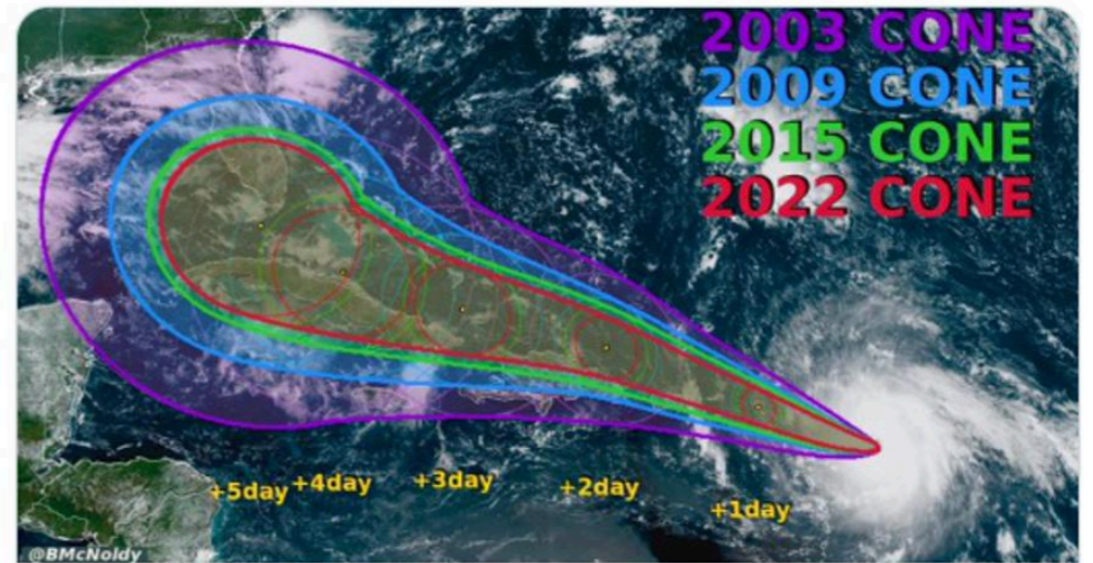 2003 CONE
2009 CONE
2015 CONE
2022 CONE
+5day +4day +3day +2day +1day
@BMcNoldy